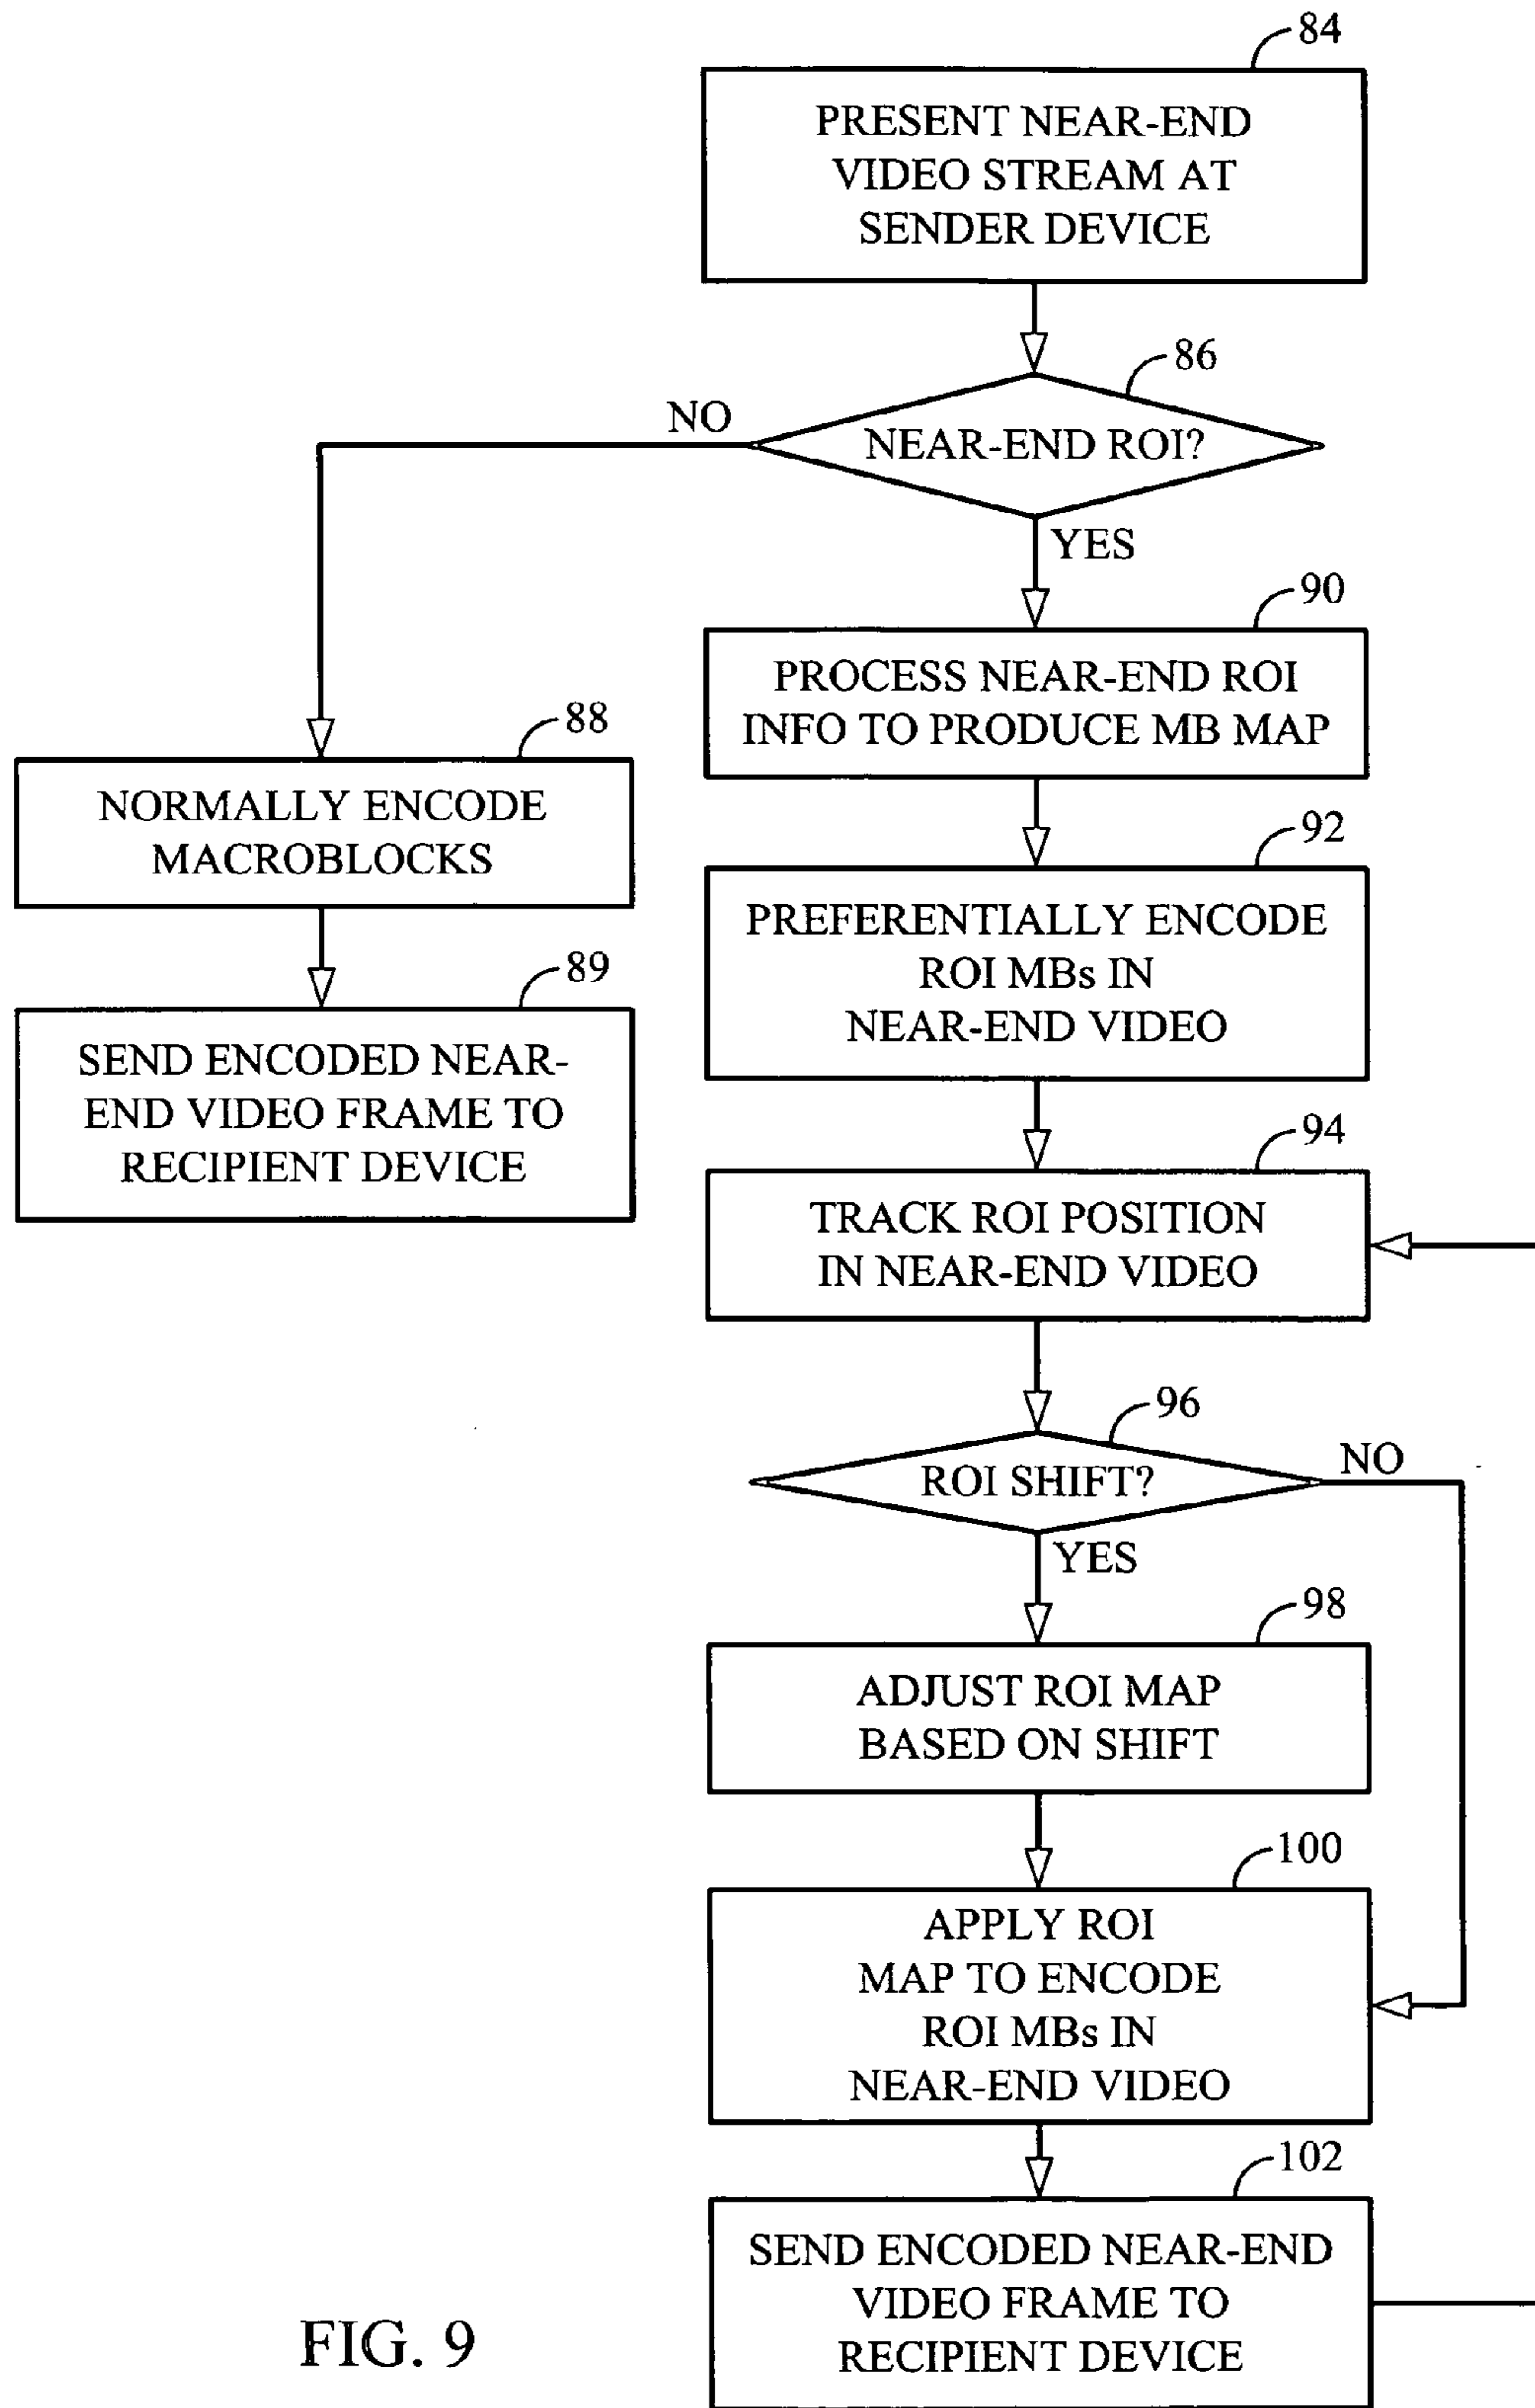 84
PRESENT NEAR-END
VIDEO STREAM AT
SENDER DEVICE
86
NO
NEAR-END ROI?
YES
90
PROCESS NEAR-END ROI
INFO TO PRODUCE MB MAP
88
NORMALLY ENCODE
MACROBLOCKS
92
PREFERENTIALLY ENCODE
ROI MBs IN
NEAR-END VIDEO
89
SEND ENCODED NEAR-
END VIDEO FRAME TO
RECIPIENT DEVICE
94
TRACK ROI POSITION
IN NEAR-END VIDEO
96
ROI SHIFT?
NO
YES
98
ADJUST ROI MAP
BASED ON SHIFT
100
APPLY ROI
MAP TO ENCODE
ROI MBs IN
NEAR-END VIDEO
102
SEND ENCODED NEAR-END
VIDEO FRAME TO
RECIPIENT DEVICE
FIG. 9